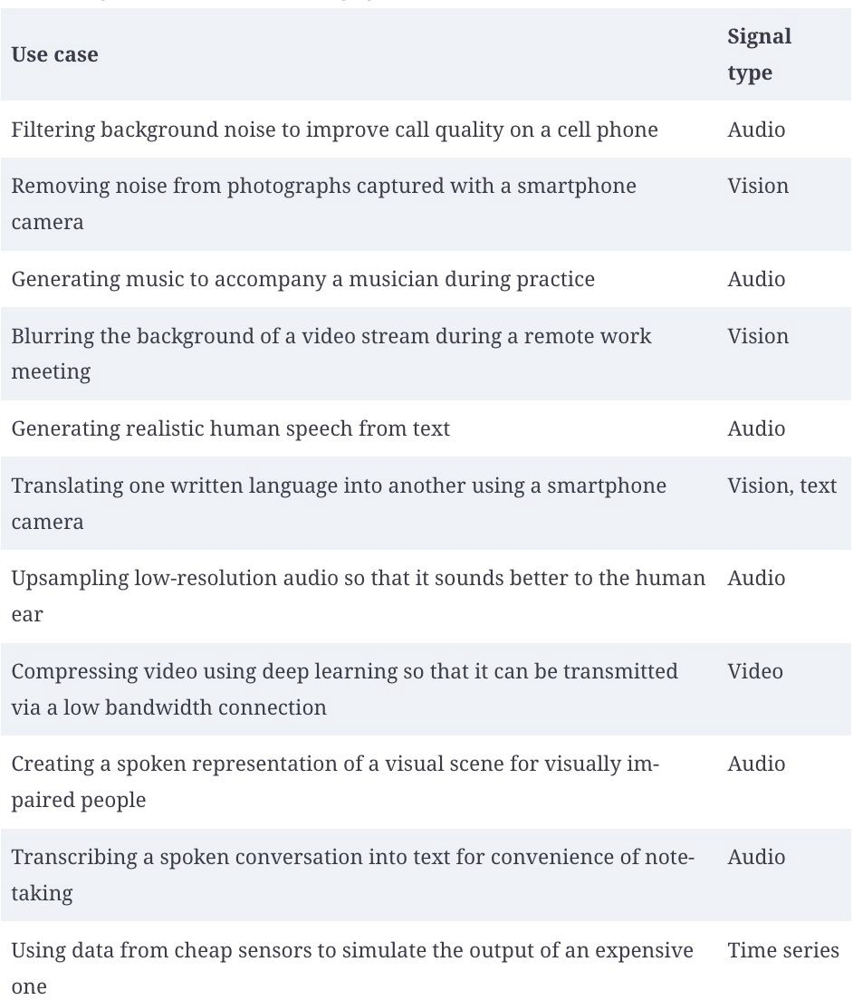 Use case
Signal
type
Filtering background noise to improve call quality on a cell phone
Audio
Removing noise from photographs captured with a smartphone
camera
Vision
Generating music to accompany a musician during practice
Audio
Blurring the background of a video stream during a remote work
meeting
Vision
Generating realistic human speech from text
Audio
Translating one written language into another using a smartphone
camera
Vision, text
Upsampling low-resolution audio so that it sounds better to the human
ear
Audio
Compressing video using deep learning so that it can be transmitted
via a low bandwidth connection
Video
Creating a spoken representation of a visual scene for visually im-
paired people
Audio
Transcribing a spoken conversation into text for convenience of note-
taking
Audio
Using data from cheap sensors to simulate the output of an expensive
one
Time series